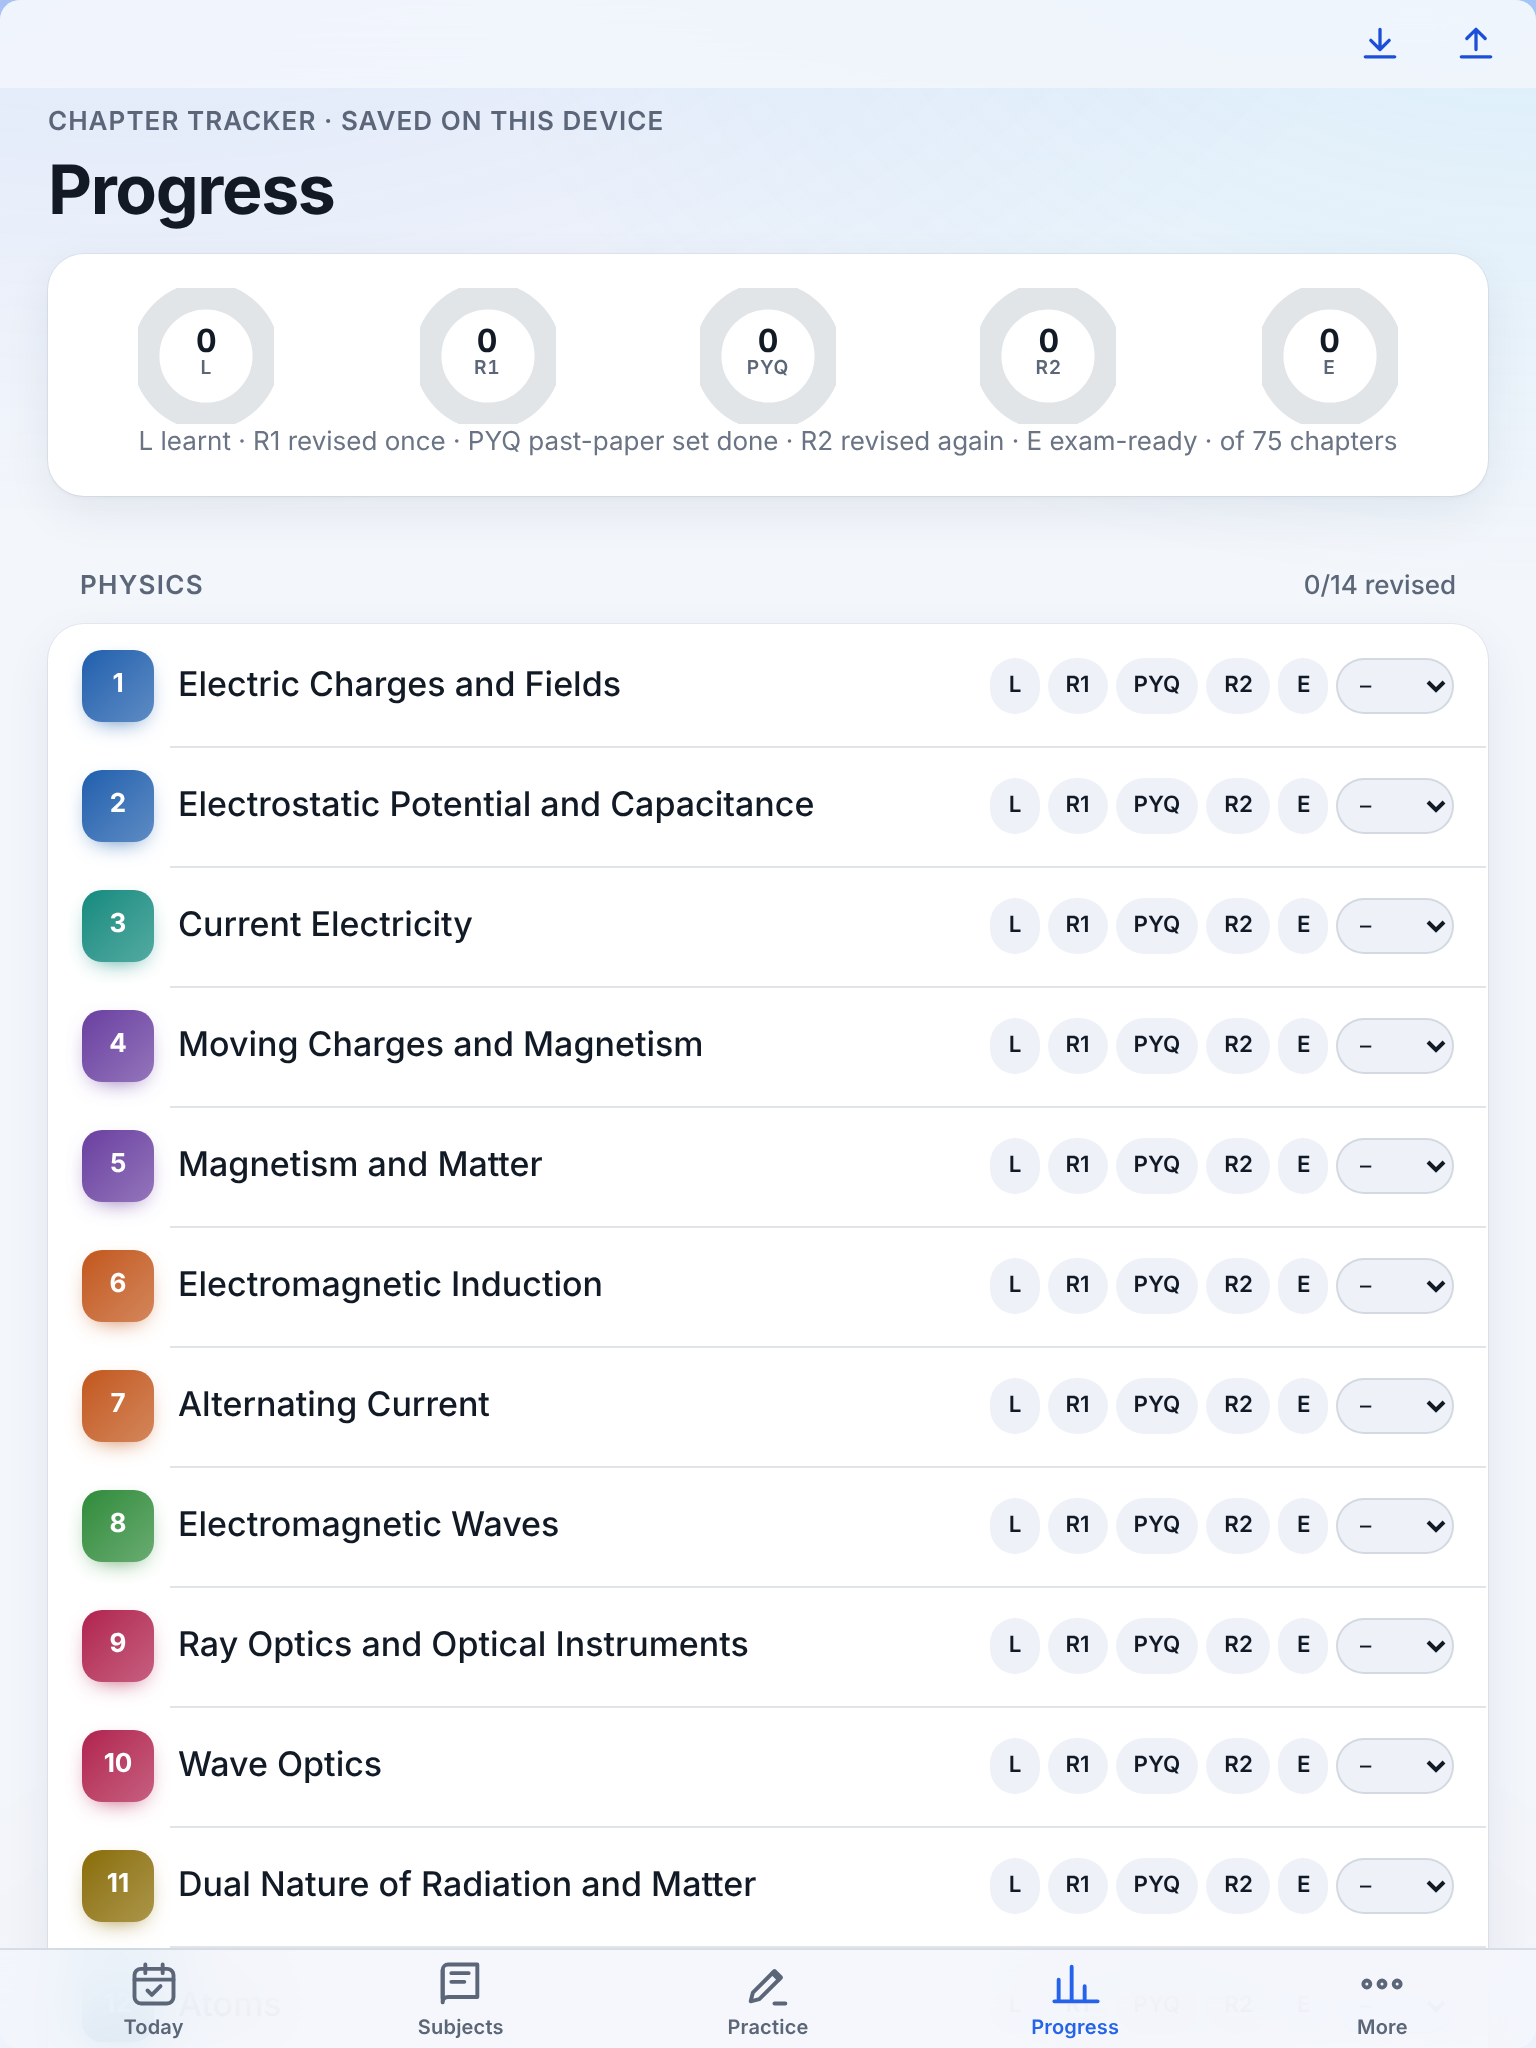 CHAPTER TRACKER · SAVED ON THIS DEVICE
Progress
0 0 0 0 0
L R1 PYQ R2 E
L learnt · R1 revised once · PYQ past-paper set done · R2 revised again · E exam-ready · of 75 chapters
PHYSICS 0/14 revised
1 Electric Charges and Fields L R1 PYQ R2 E –
2 Electrostatic Potential and Capacitance L R1 PYQ R2 E –
3 Current Electricity L R1 PYQ R2 E –
4 Moving Charges and Magnetism L R1 PYQ R2 E –
5 Magnetism and Matter L R1 PYQ R2 E –
6 Electromagnetic Induction L R1 PYQ R2 E –
7 Alternating Current L R1 PYQ R2 E –
8 Electromagnetic Waves L R1 PYQ R2 E –
9 Ray Optics and Optical Instruments L R1 PYQ R2 E –
10 Wave Optics L R1 PYQ R2 E –
11 Dual Nature of Radiation and Matter L R1 PYQ R2 E –
12 Atoms L R1 PYQ R2 E –
Today Subjects Practice Progress More